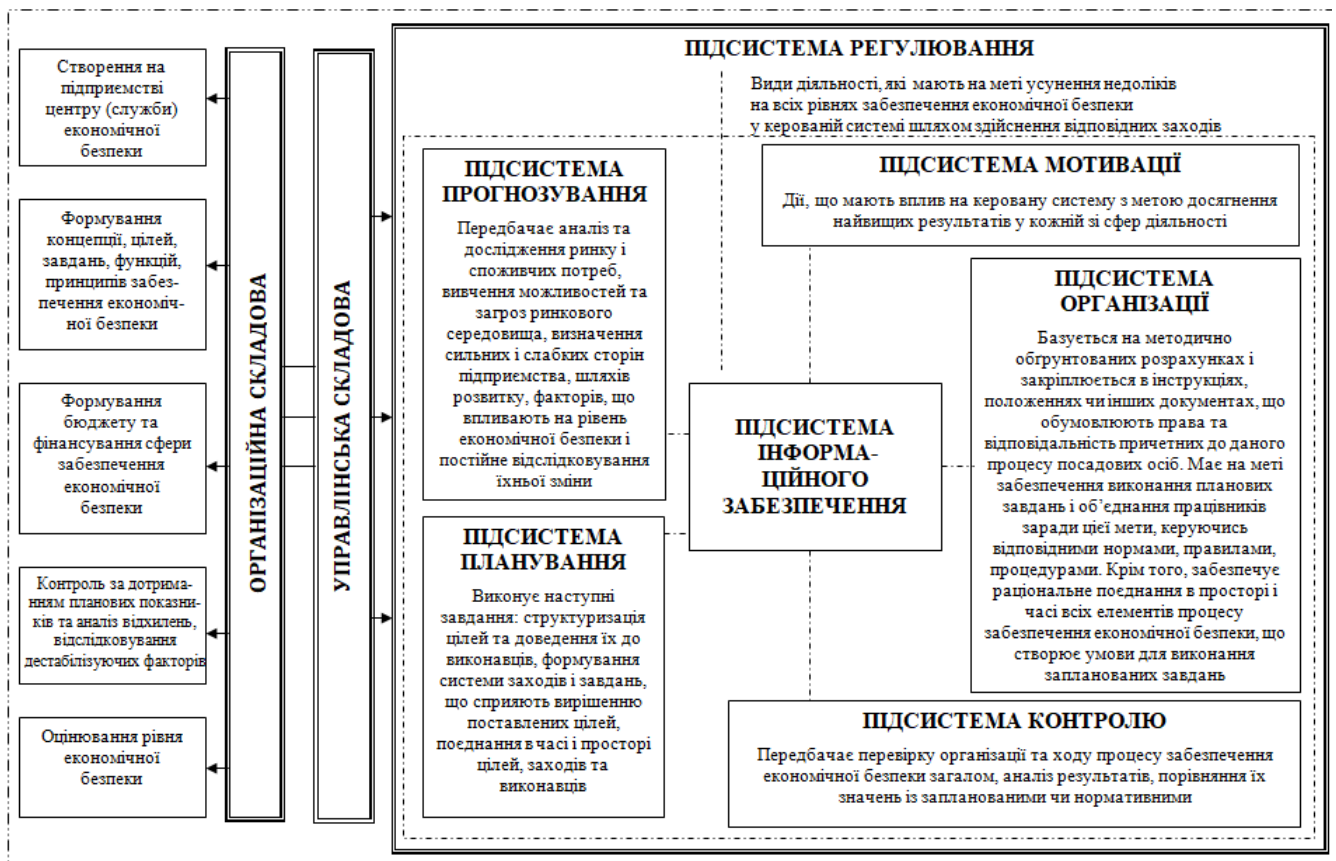 Створення на
підприємстві
центру (служби)
економічної
безпеки
Формування
концепції, цілей,
завдань, функцій,
принципів забез-
печення економіч-
ної безпеки
Формування
бюджету та
фінансування сфери
забезпечення
економічної
безпеки
Контроль за дотрима-
нням планових показни-
ків та аналіз відхилень,
відслідковування
дестабілізуючих факторів
Оцінювання рівня
економічної
безпеки
ОРГАНІЗАЦІЙНА СКЛАДОВА
УПРАВЛІНСЬКА СКЛАДОВА
ПІДСИСТЕМА РЕГУЛЮВАННЯ
Види діяльності, які мають на меті усунення недоліків
на всіх рівнях забезпечення економічної безпеки
у керованій системі шляхом здійснення відповідних заходів
ПІДСИСТЕМА
ПРОГНОЗУВАННЯ
Передбачає аналіз та
дослідження ринку і
споживчих потреб,
вивчення можливостей та
загроз ринкового
середовища, визначення
сильних і слабких сторін
підприємства, шляхів
розвитку, факторів, що
впливають на рівень
економічної безпеки і
постійне відслідковування
їхньої зміни
ПІДСИСТЕМА
ПЛАНУВАННЯ
Виконує наступні
завдання: структуризація
цілей та доведення їх до
виконавців, формування
системи заходів і завдань,
що сприяють вирішенню
поставлених цілей,
поєднання в часі і просторі
цілей, заходів та
виконавців
ПІДСИСТЕМА
ІНФОРМА-
ЦІЙНОГО
ЗАБЕЗПЕЧЕННЯ
ПІДСИСТЕМА МОТИВАЦІЇ
Дії, що мають вплив на керовану систему з метою досягнення
найвищих результатів у кожній зі сфер діяльності
ПІДСИСТЕМА
ОРГАНІЗАЦІЇ
Базується на методично
обґрунтованих розрахунках і
закріплюється в інструкціях,
положеннях чи інших документах, що
обумовлюють права та
відповідальність причетних до даного
процесу посадових осіб. Має на меті
забезпечення виконання планових
завдань і об’єднання працівників
заради цієї мети, керуючись
відповідними нормами, правилами,
процедурами. Крім того, забезпечує
раціональне поєднання в просторі і
часі всіх елементів процесу
забезпечення економічної безпеки, що
створює умови для виконання
запланованих завдань
ПІДСИСТЕМА КОНТРОЛЮ
Передбачає перевірку організації та ходу процесу забезпечення
економічної безпеки загалом, аналіз результатів, порівняння їх
значень із запланованими чи нормативними